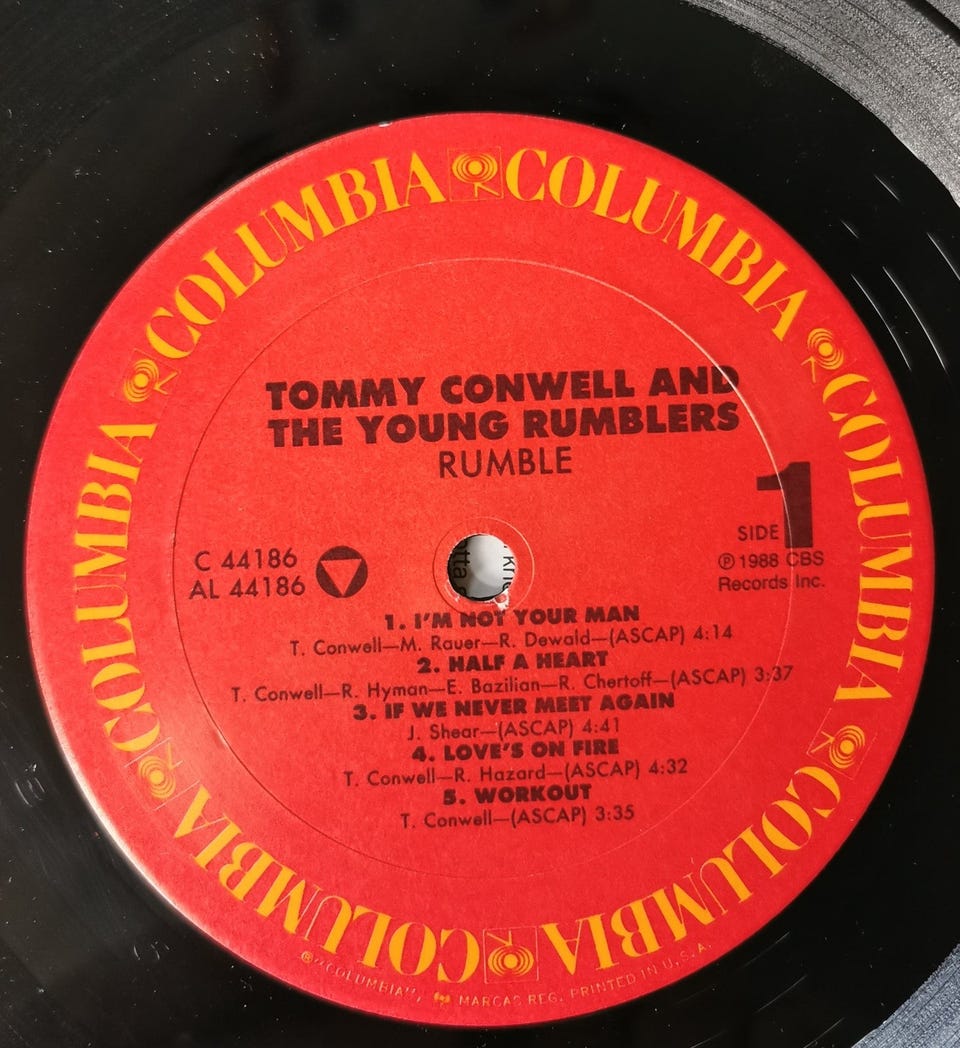 COLUMBIA COLUMBIA COLUMBIA COLUMBIA COLUMBIA COLUMBIA COLUMBIA
TOMMY CONWELL AND
THE YOUNG RUMBLERS
RUMBLE
1
SIDE
C 44186
AL 44186
℗ 1988 CBS
Records Inc.
1. I'M NOT YOUR MAN
T. Conwell—M. Rauer—R. Dewald—(ASCAP) 4:14
2. HALF A HEART
T. Conwell—R. Hyman—E. Bazilian—R. Chertoff—(ASCAP) 3:37
3. IF WE NEVER MEET AGAIN
J. Shear—(ASCAP) 4:41
4. LOVE'S ON FIRE
T. Conwell—R. Hazard—(ASCAP) 4:32
5. WORKOUT
T. Conwell—(ASCAP) 3:35
®"COLUMBIA", MARCAS REG. PRINTED IN U.S.A.